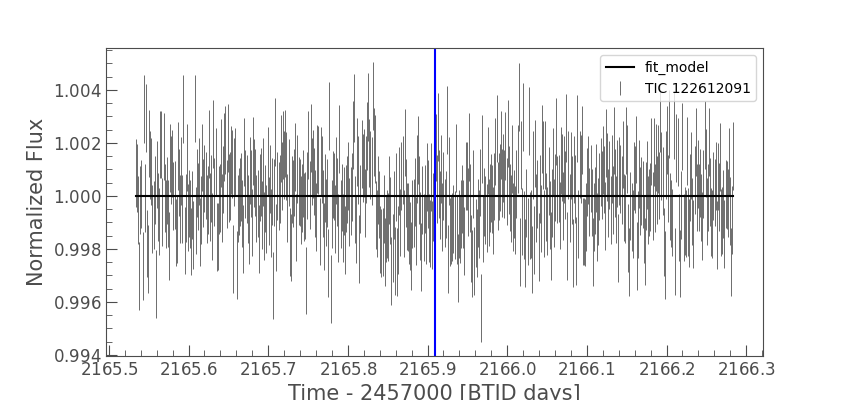 fit_model
TIC 122612091
1.004
1.002
1.000
0.998
0.996
0.994
Normalized Flux
2165.5 2165.6 2165.7 2165.8 2165.9 2166.0 2166.1 2166.2 2166.3
Time - 2457000 [BTJD days]